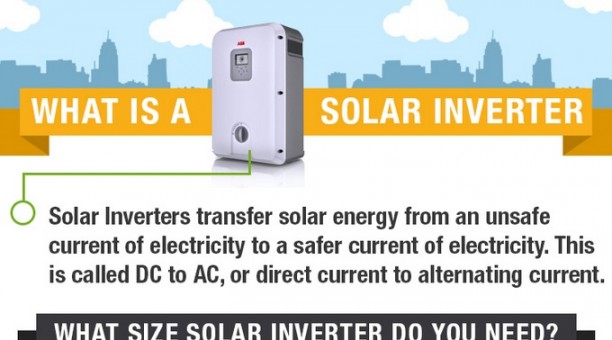 WHAT IS A SOLAR INVERTER
ABB
Solar Inverters transfer solar energy from an unsafe
current of electricity to a safer current of electricity. This
is called DC to AC, or direct current to alternating current.
WHAT SIZE SOLAR INVERTER DO YOU NEED?